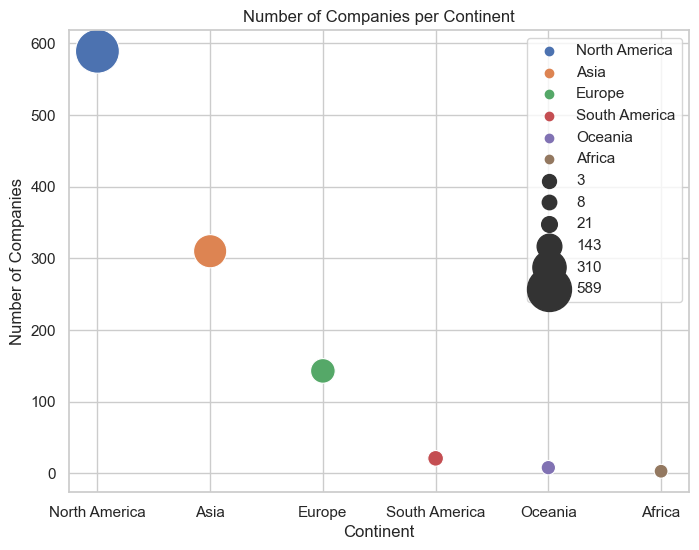 Number of Companies per Continent
Number of Companies
600
500
400
300
200
100
0
North America
Asia
Europe
South America
Oceania
Africa
3
8
21
143
310
589
North America
Asia
Europe
South America
Oceania
Africa
Continent